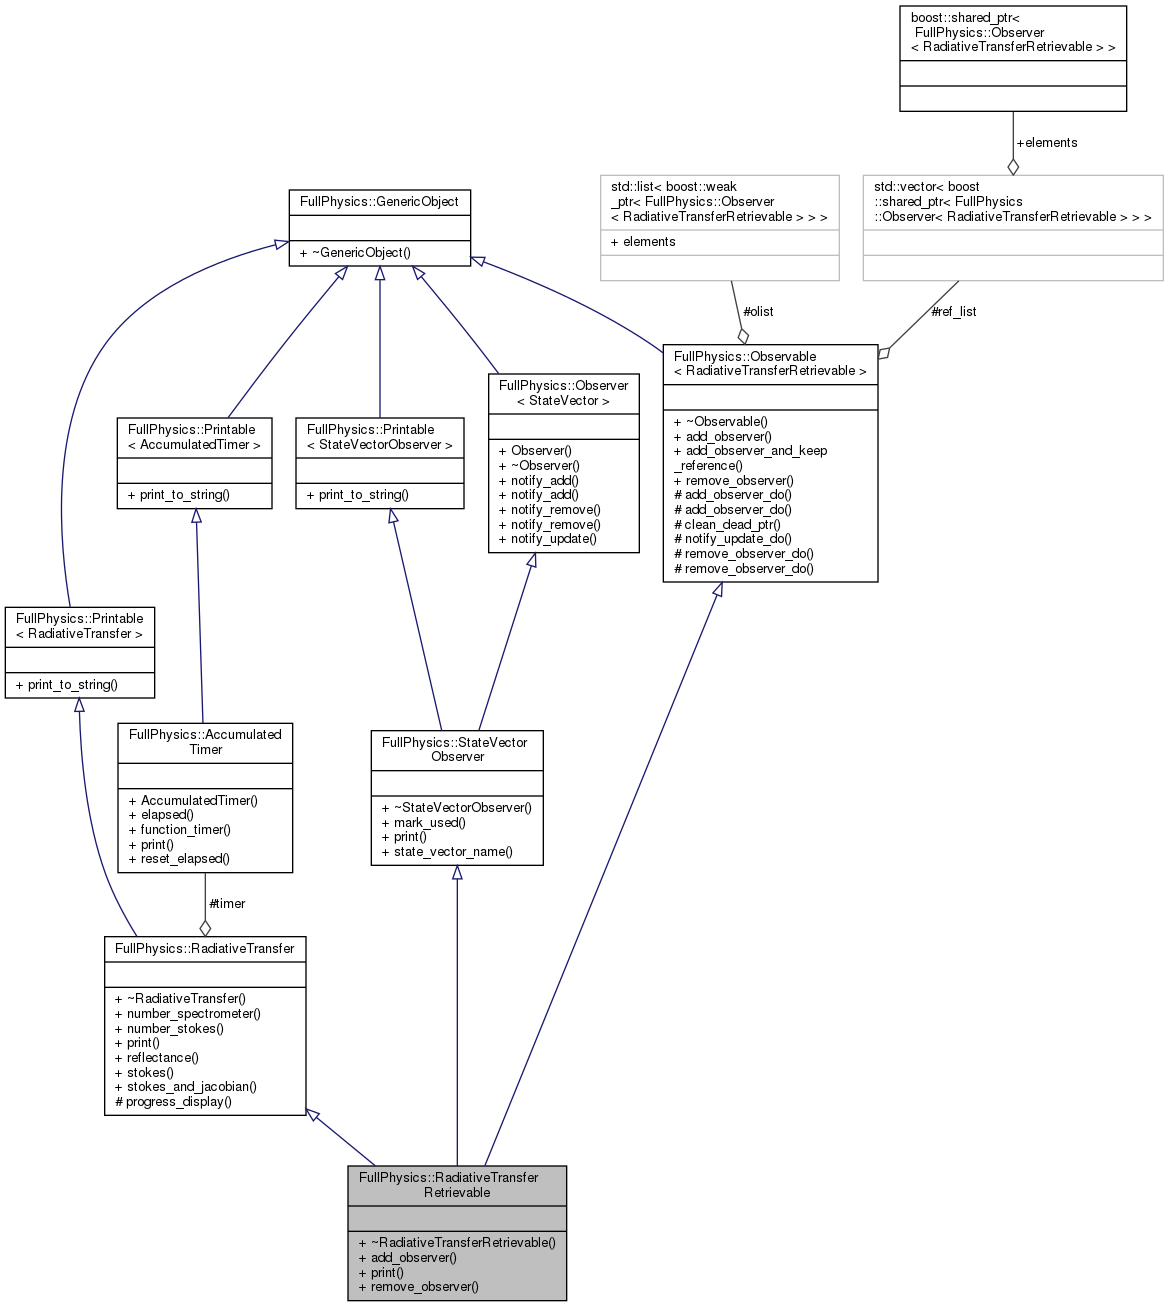 boost::shared_ptr<
FullPhysics::Observer
< RadiativeTransferRetrievable > >
+elements
std::list< boost::weak
_ptr< FullPhysics::Observer
< RadiativeTransferRetrievable > > >
+ elements
std::vector< boost
::shared_ptr< FullPhysics
::Observer< RadiativeTransferRetrievable > > >
FullPhysics::GenericObject
+ ~GenericObject()
#olist
#ref_list
FullPhysics::Observable
< RadiativeTransferRetrievable >
+ ~Observable()
+ add_observer()
+ add_observer_and_keep
_reference()
+ remove_observer()
# add_observer_do()
# add_observer_do()
# clean_dead_ptr()
# notify_update_do()
# remove_observer_do()
# remove_observer_do()
FullPhysics::Observer
< StateVector >
+ Observer()
+ ~Observer()
+ notify_add()
+ notify_add()
+ notify_remove()
+ notify_remove()
+ notify_update()
FullPhysics::Printable
< AccumulatedTimer >
+ print_to_string()
FullPhysics::Printable
< StateVectorObserver >
+ print_to_string()
FullPhysics::Printable
< RadiativeTransfer >
+ print_to_string()
FullPhysics::Accumulated
Timer
+ AccumulatedTimer()
+ elapsed()
+ function_timer()
+ print()
+ reset_elapsed()
FullPhysics::StateVector
Observer
+ ~StateVectorObserver()
+ mark_used()
+ print()
+ state_vector_name()
#timer
FullPhysics::RadiativeTransfer
+ ~RadiativeTransfer()
+ number_spectrometer()
+ number_stokes()
+ print()
+ reflectance()
+ stokes()
+ stokes_and_jacobian()
# progress_display()
FullPhysics::RadiativeTransfer
Retrievable
+ ~RadiativeTransferRetrievable()
+ add_observer()
+ print()
+ remove_observer()